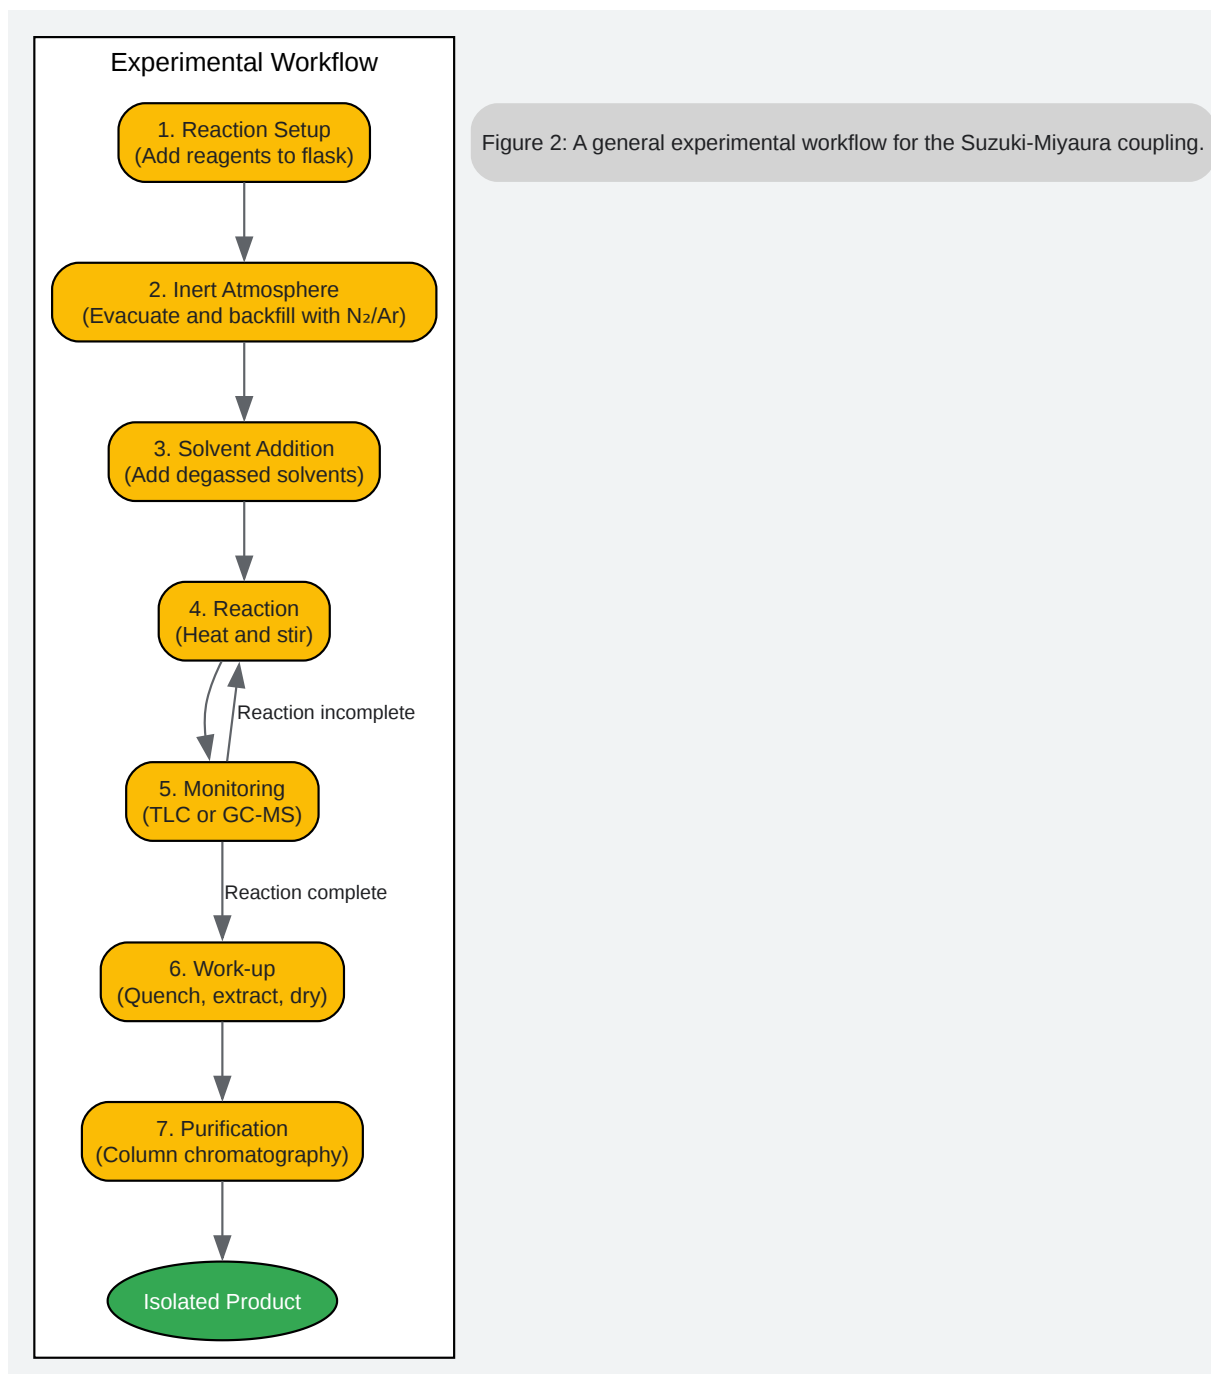 Experimental Workflow
1. Reaction Setup
(Add reagents to flask)
Figure 2: A general experimental workflow for the Suzuki-Miyaura coupling.
2. Inert Atmosphere
(Evacuate and backfill with N₂/Ar)
3. Solvent Addition
(Add degassed solvents)
4. Reaction
(Heat and stir)
Reaction incomplete
5. Monitoring
(TLC or GC-MS)
Reaction complete
6. Work-up
(Quench, extract, dry)
7. Purification
(Column chromatography)
Isolated Product